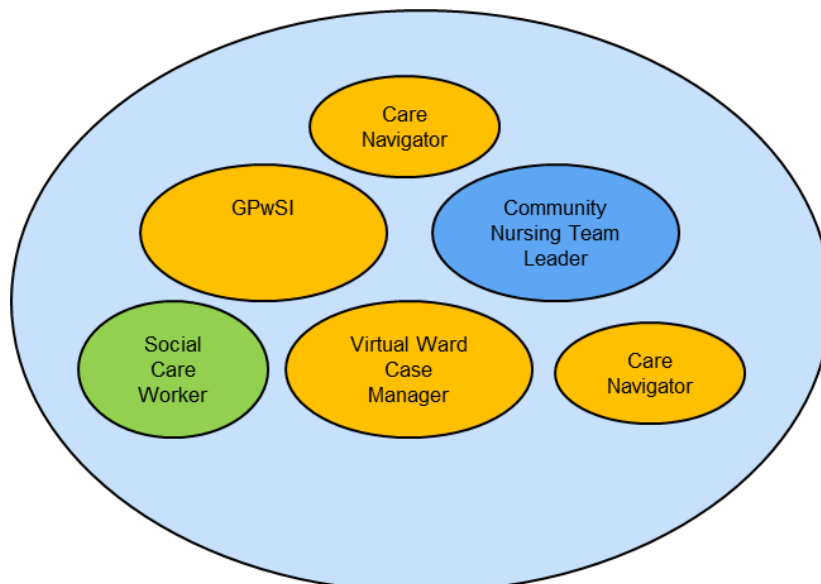 Care
Navigator
GPwSI
Community
Nursing Team
Leader
Social
Care
Worker
Virtual Ward
Case
Manager
Care
Navigator